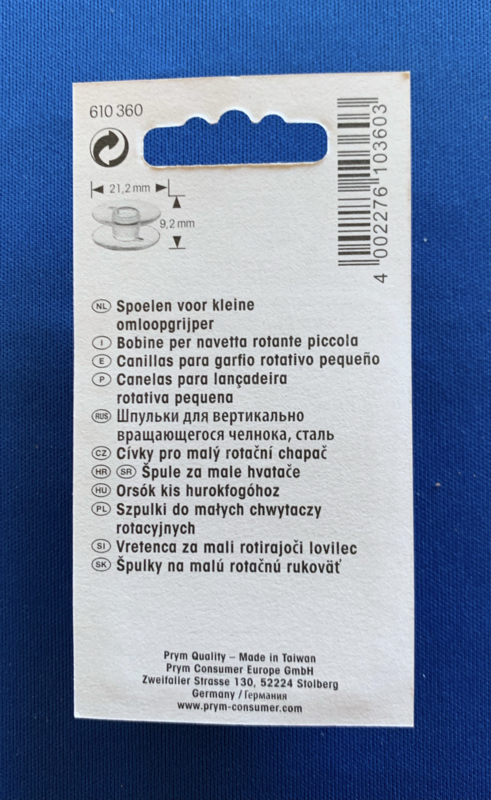 610 360
21,2 mm
9,2 mm
4 002276 103603
NL Spoelen voor kleine
omloopgrijper
I Bobine per navetta rotante piccola
E Canillas para garfio rotativo pequeño
P Canelas para lançadeira
rotativa pequena
RUS Шпульки для вертикально
вращающегося челнока, сталь
CZ Cívky pro malý rotační chapač
HR SR Špule za male hvatače
HU Orsók kis hurokfogóhoz
PL Szpulki do małych chwytaczy
rotacyjnych
SI Vretenca za mali rotirajoči lovilec
SK Špulky na malú rotačnú rukoväť
Prym Quality – Made in Taiwan
Prym Consumer Europe GmbH
Zweifaller Strasse 130, 52224 Stolberg
Germany / Германия
www.prym-consumer.com